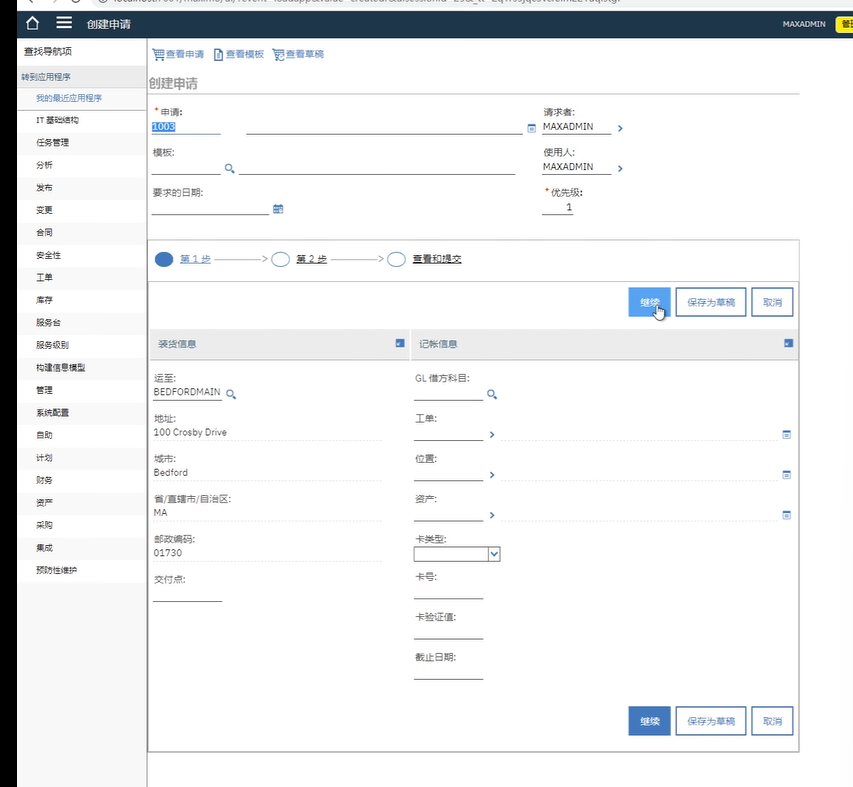 创建申请
MAXADMIN
查找导航项
转到应用程序
我的最近应用程序
IT 基础结构
任务管理
分析
发布
变更
合同
安全性
工单
库存
服务台
服务级别
构建信息模型
管理
系统配置
自助
计划
财务
资产
采购
集成
预防性维护
查看申请 查看模板 查看草稿
创建申请
*申请:
1003
请求者:
MAXADMIN
模板:
使用人:
MAXADMIN
要求的日期:
*优先级:
1
第 1 步 第 2 步 查看和提交
继续 保存为草稿 取消
装货信息
运至:
BEDFORDMAIN
地址:
100 Crosby Drive
城市:
Bedford
省/直辖市/自治区:
MA
邮政编码:
01730
交付点:
记帐信息
GL 借方科目:
工单:
位置:
资产:
卡类型:
卡号:
卡验证值:
截止日期:
继续 保存为草稿 取消